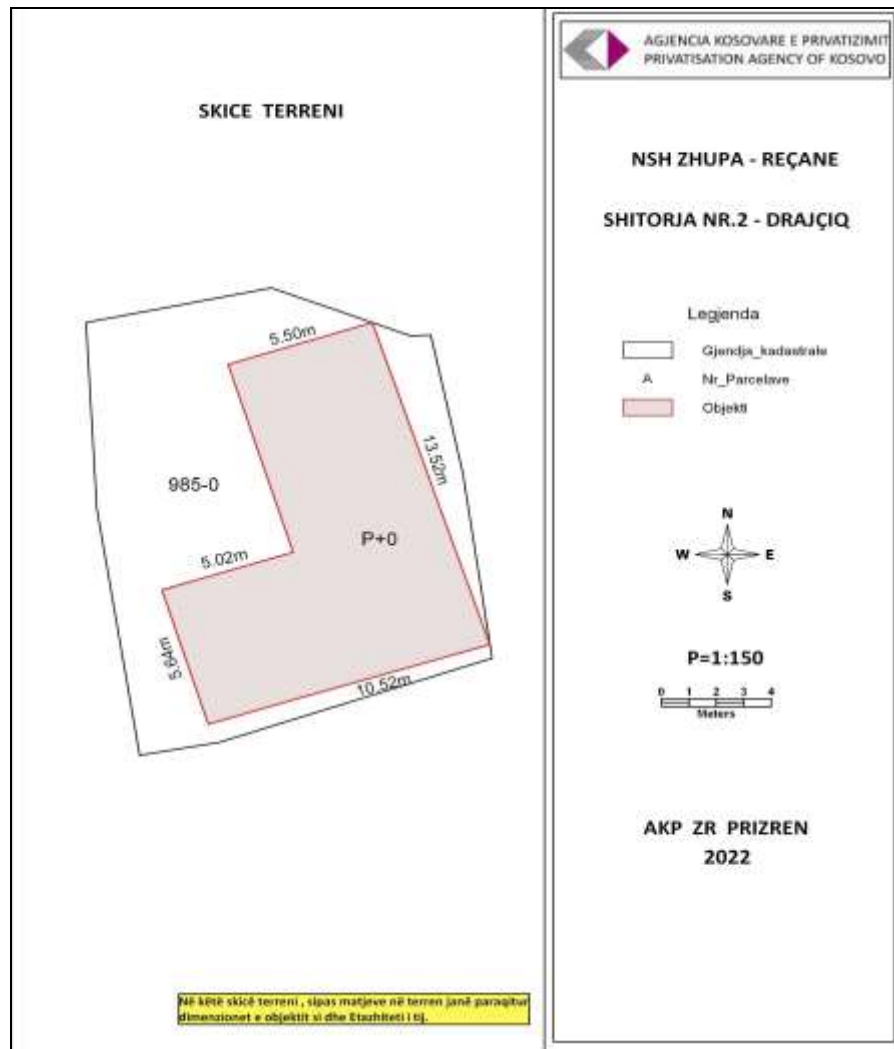 SKICE TERRENI
5.50m
13.52m
985-0
P+0
5.02m
5.64m
10.52m
Në këtë skicë terreni , sipas matjeve në terren janë paraqitur
dimenzionet e objektit si dhe Etazhiteti i tij.
AGJENCIA KOSOVARE E PRIVATIZIMIT
PRIVATISATION AGENCY OF KOSOVO
NSH ZHUPA - REÇANE
SHITORJA NR.2 - DRAJÇIQ
Legjenda
Gjendja_kadastrale
A Nr_Parcelave
Objekti
N
W E
S
P=1:150
0 1 2 3 4
Meters
AKP ZR PRIZREN
2022